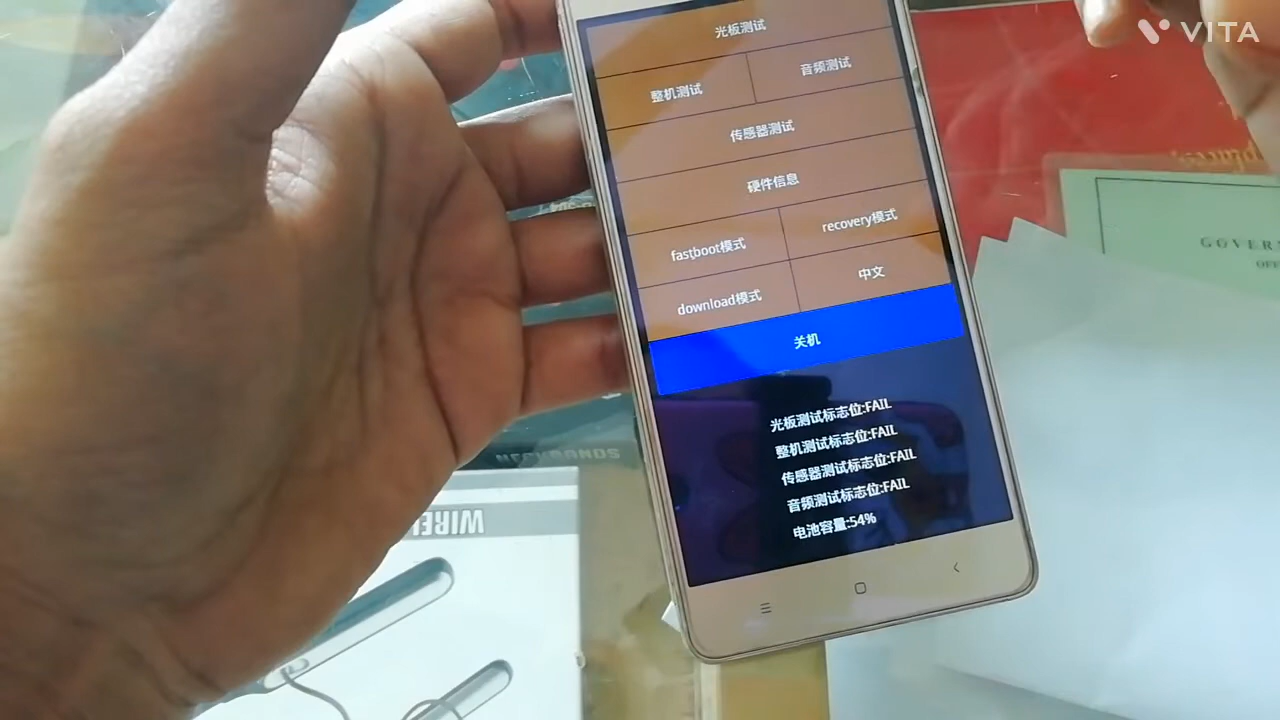 VITA
光板测试
整机测试
音频测试
传感器测试
硬件信息
fastboot模式
recovery模式
download模式
中文
关机
光板测试标志位:FAIL
整机测试标志位:FAIL
传感器测试标志位:FAIL
音频测试标志位:FAIL
电池容量:54%
GOVER
OFF
WIREL